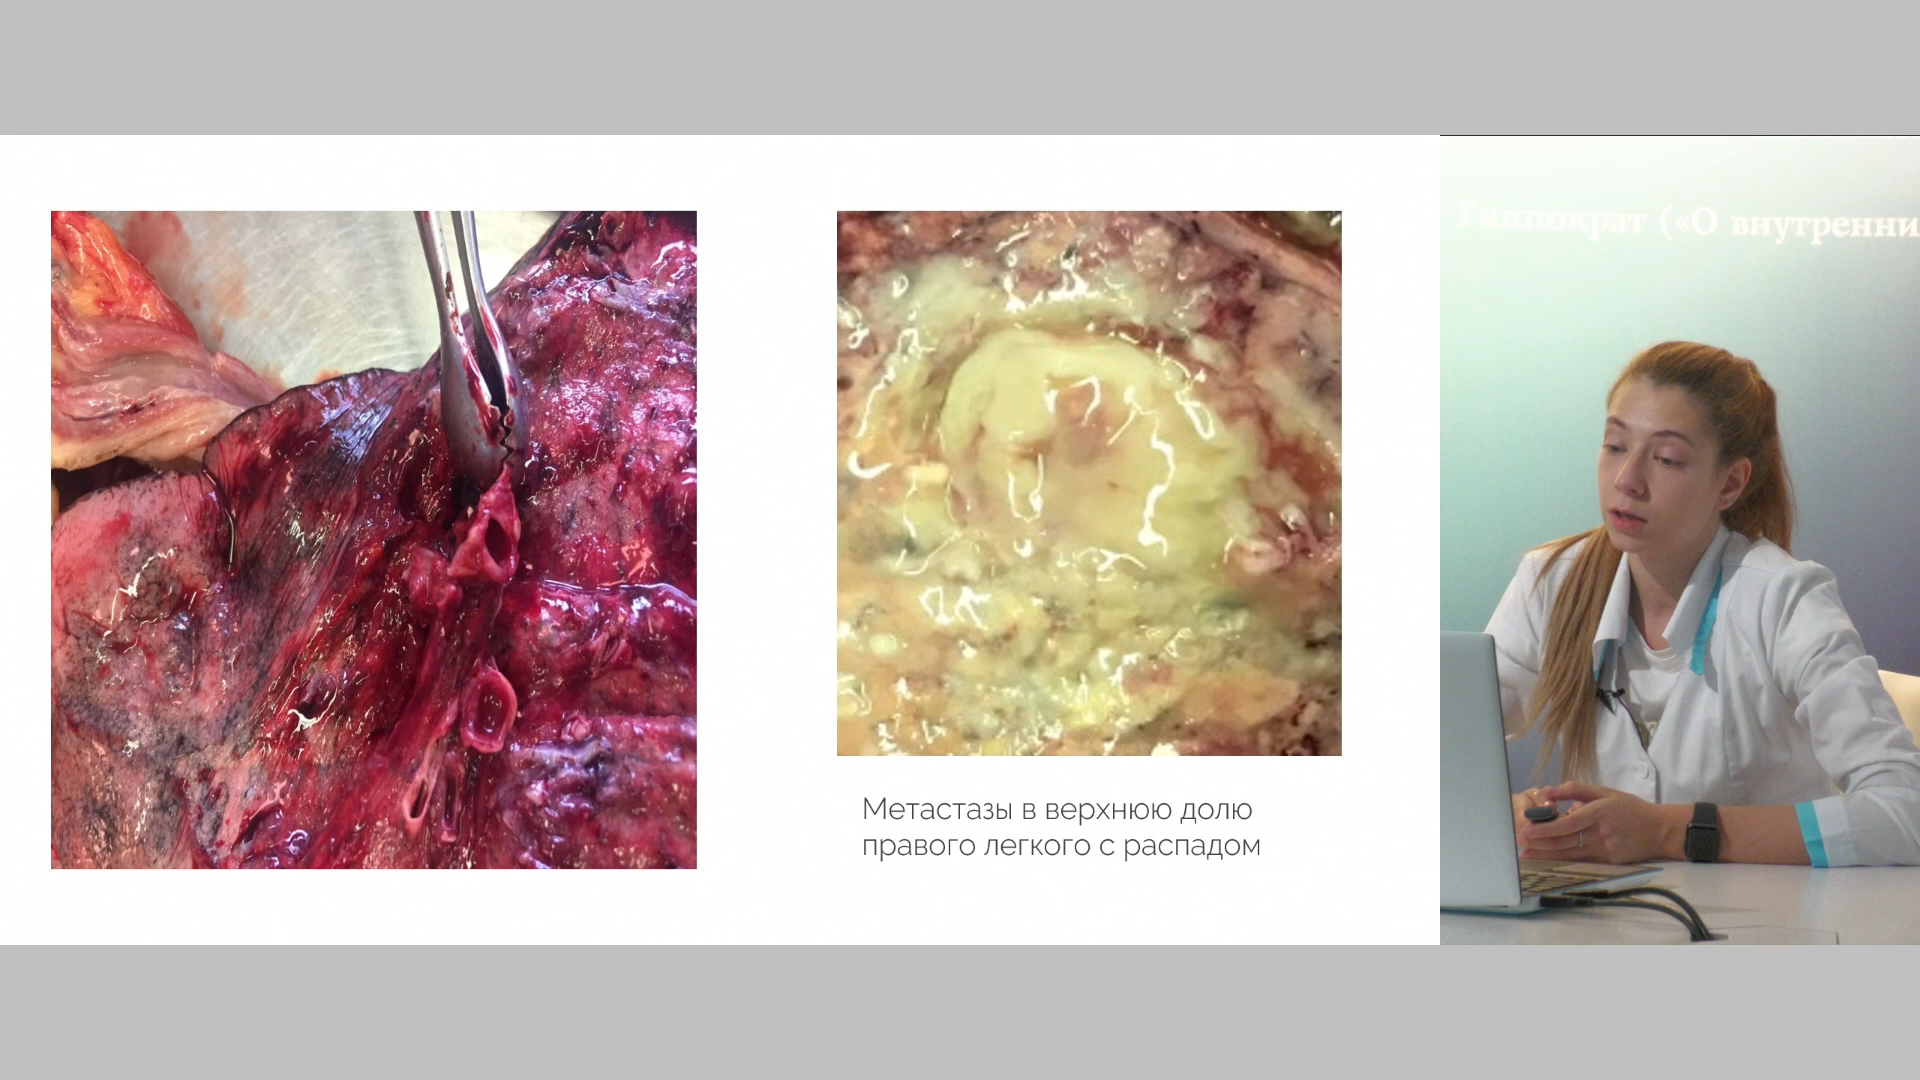 Гиппократ («О внутренни
Метастазы в верхнюю долю
правого легкого с распадом